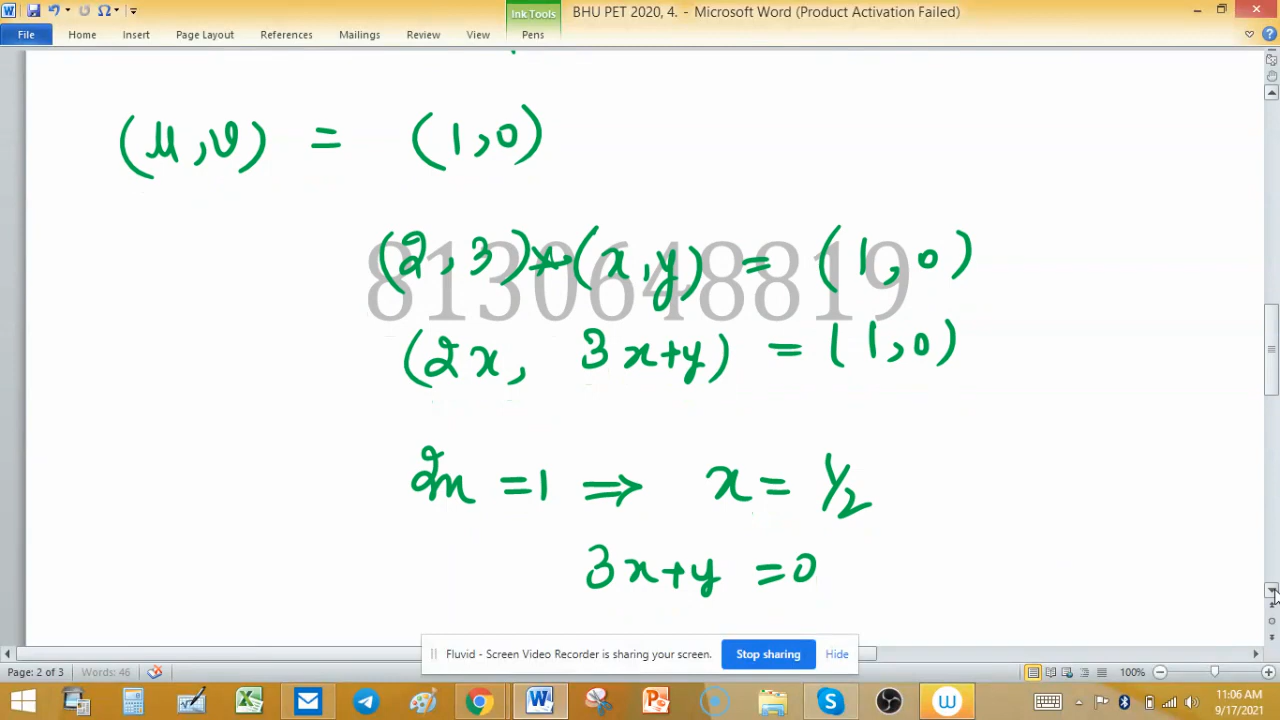 BHU PET 2020, 4. - Microsoft Word (Product Activation Failed)
Ink Tools
File Home Insert Page Layout References Mailings Review View Pens
(μ,ν) = (1,0)
8130648819
(2,3)*(x,y) = (1,0)
(2x, 3x+y) = (1,0)
2x =1 ⇒ x= 1/2
3x+y =0
Fluvid - Screen Video Recorder is sharing your screen. Stop sharing Hide
Page: 2 of 3 Words: 46 100%
11:06 AM
9/17/2021